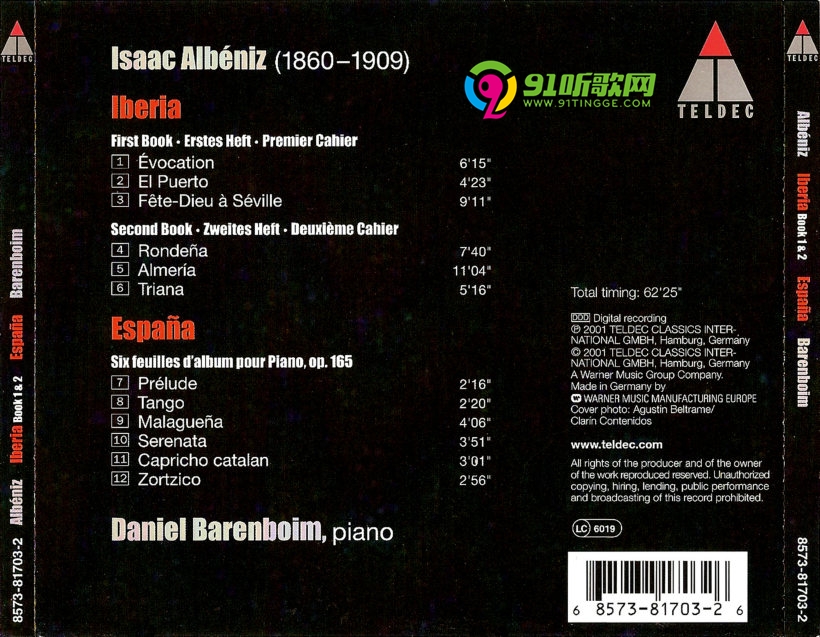 TELDEC
Albéniz Iberia Book 1 & 2 España Barenboim
8573-81703-2
Isaac Albéniz (1860–1909)
91听歌网
WWW.91TINGGE.COM
TELDEC
Iberia
First Book · Erstes Heft · Premier Cahier
1 Évocation 6'15"
2 El Puerto 4'23"
3 Fête-Dieu à Séville 9'11"
Second Book · Zweites Heft · Deuxième Cahier
4 Rondeña 7'40"
5 Almería 11'04"
6 Triana 5'16"
España
Six feuilles d'album pour Piano, op. 165
7 Prélude 2'16"
8 Tango 2'20"
9 Malagueña 4'06"
10 Serenata 3'51"
11 Capricho catalan 3'01"
12 Zortzico 2'56"
Daniel Barenboim, piano
Total timing: 62'25"
DDD Digital recording
℗ 2001 TELDEC CLASSICS INTER-
NATIONAL GMBH, Hamburg, Germany
© 2001 TELDEC CLASSICS INTER-
NATIONAL GMBH, Hamburg, Germany
A Warner Music Group Company.
Made in Germany by
WARNER MUSIC MANUFACTURING EUROPE
Cover photo: Agustin Beltrame/
Clarín Contenidos
www.teldec.com
All rights of the producer and of the owner
of the work reproduced reserved. Unauthorized
copying, hiring, lending, public performance
and broadcasting of this record prohibited.
LC 6019
6 8573-81703-2 6
TELDEC
Albéniz Iberia Book 1 & 2 España Barenboim
8573-81703-2